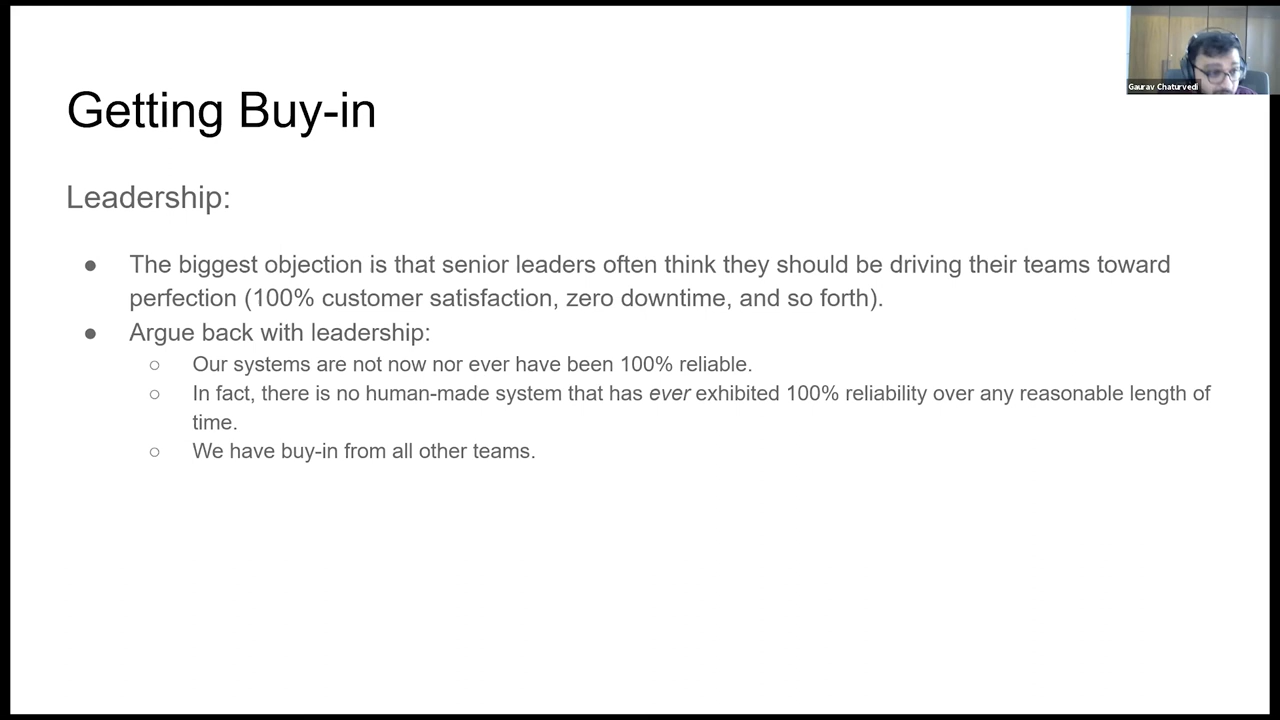 Gaurav Chaturvedi
Getting Buy-in
Leadership:
● The biggest objection is that senior leaders often think they should be driving their teams toward
perfection (100% customer satisfaction, zero downtime, and so forth).
● Argue back with leadership:
○ Our systems are not now nor ever have been 100% reliable.
○ In fact, there is no human-made system that has ever exhibited 100% reliability over any reasonable length of
time.
○ We have buy-in from all other teams.